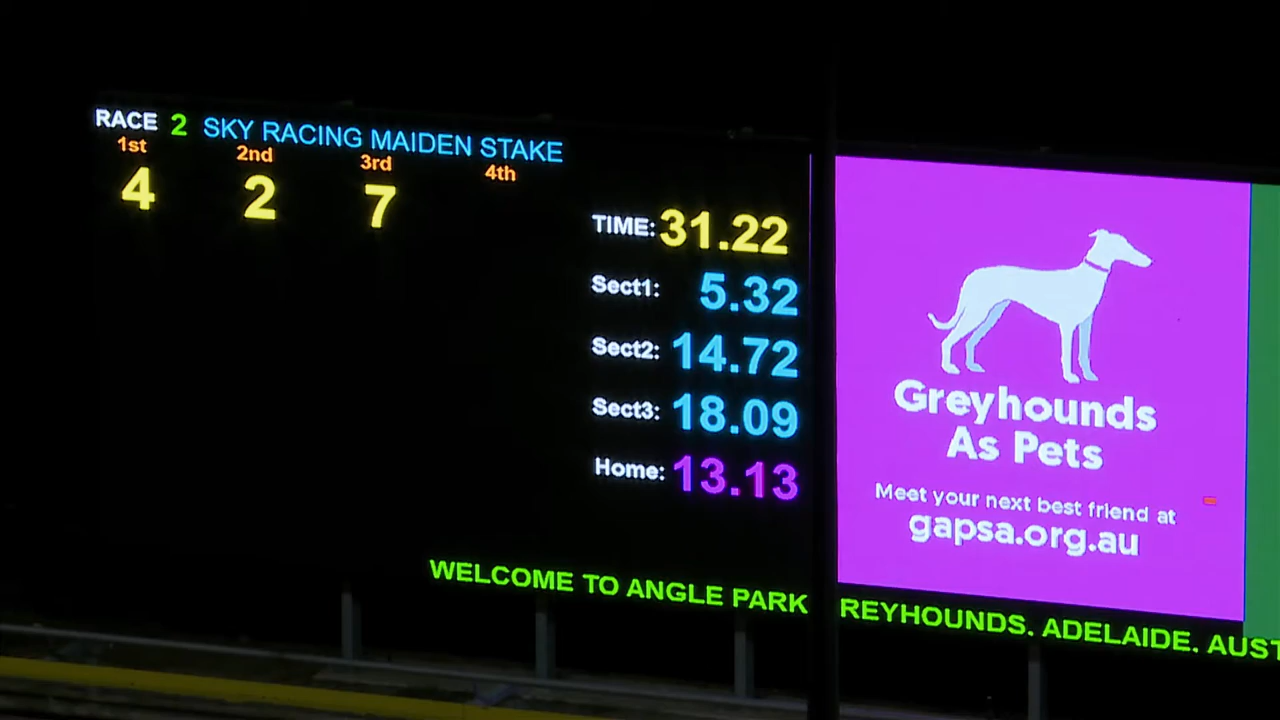 RACE 2 SKY RACING MAIDEN STAKE
1st 2nd 3rd 4th
4 2 7
TIME: 31.22
Sect1: 5.32
Sect2: 14.72
Sect3: 18.09
Home: 13.13
Greyhounds
As Pets
Meet your next best friend at
gapsa.org.au
WELCOME TO ANGLE PARK REYHOUNDS. ADELAIDE. AUST